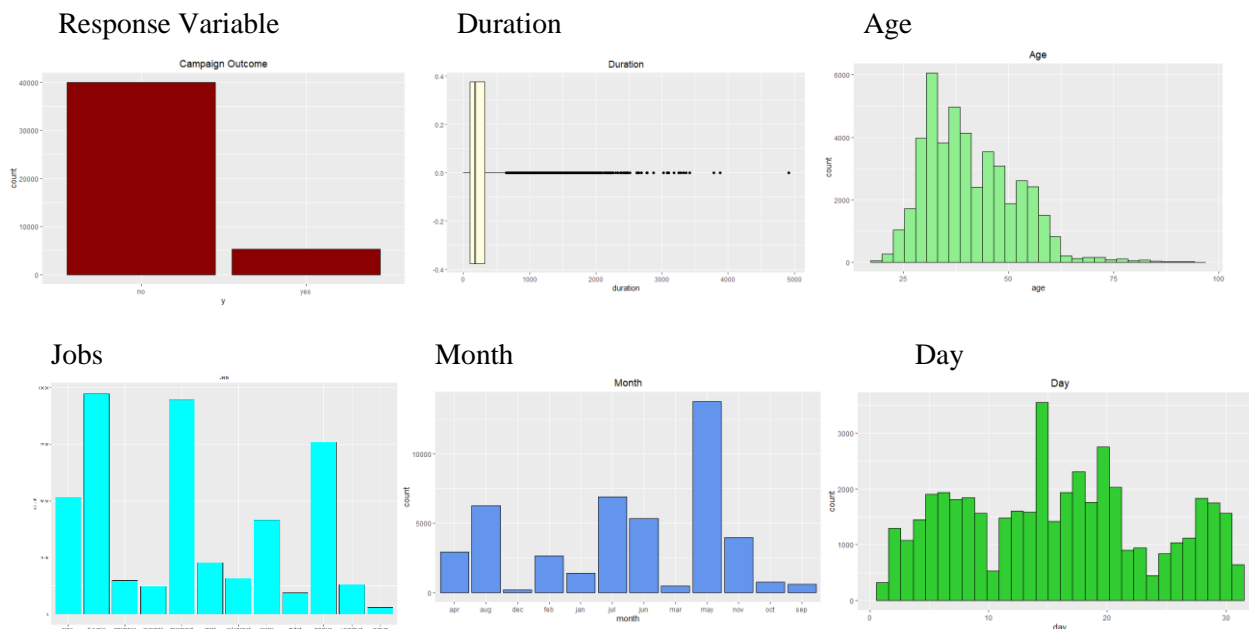 Response Variable
Duration
Age
Campaign Outcome
40000
30000
20000
10000
0
count
no
yes
y
Duration
0.4
0.2
0.0
-0.2
-0.4
0
1000
2000
3000
4000
5000
duration
Age
6000
4000
2000
0
count
25
50
75
100
age
Jobs
Month
Day
Month
10000
5000
0
count
apr
aug
dec
feb
jan
jul
jun
mar
may
nov
oct
sep
month
Day
3000
2000
1000
0
count
0
10
20
30
day